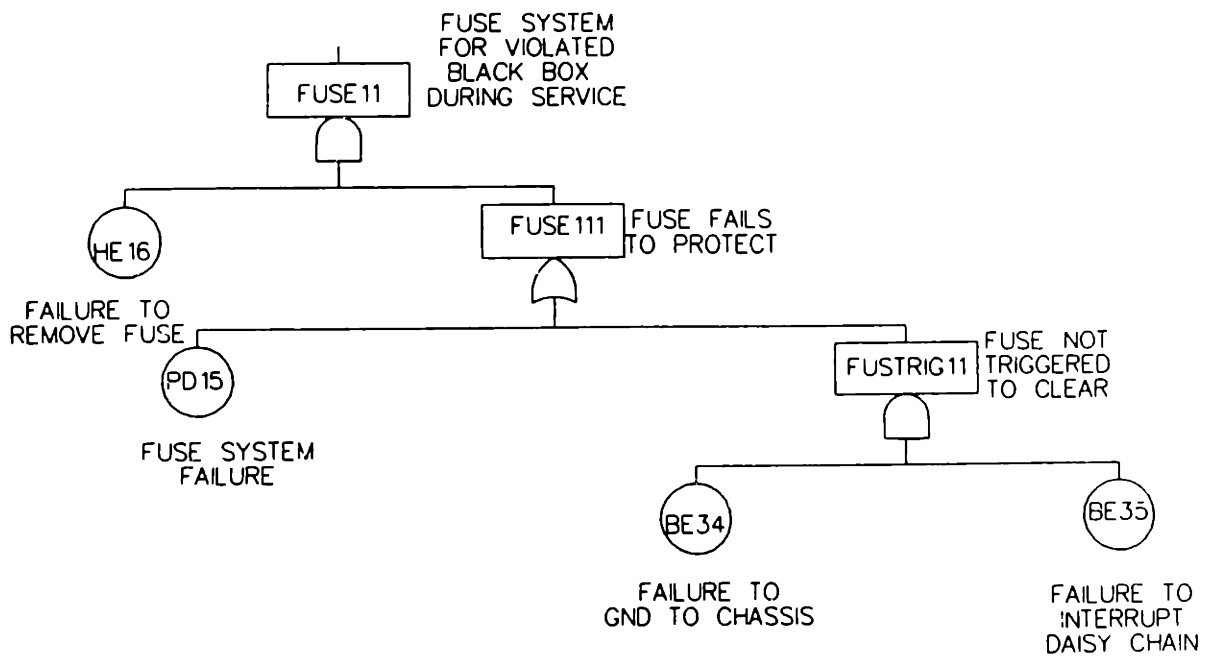 FUSE SYSTEM
FOR VIOLATED
BLACK BOX
DURING SERVICE
FUSE11
HE16
FAILURE TO
REMOVE FUSE
FUSE111
FUSE FAILS
TO PROTECT
PD15
FUSE SYSTEM
FAILURE
FUSTRIG11
FUSE NOT
TRIGGERED
TO CLEAR
BE34
FAILURE TO
GND TO CHASSIS
BE35
FAILURE TO
INTERRUPT
DAISY CHAIN